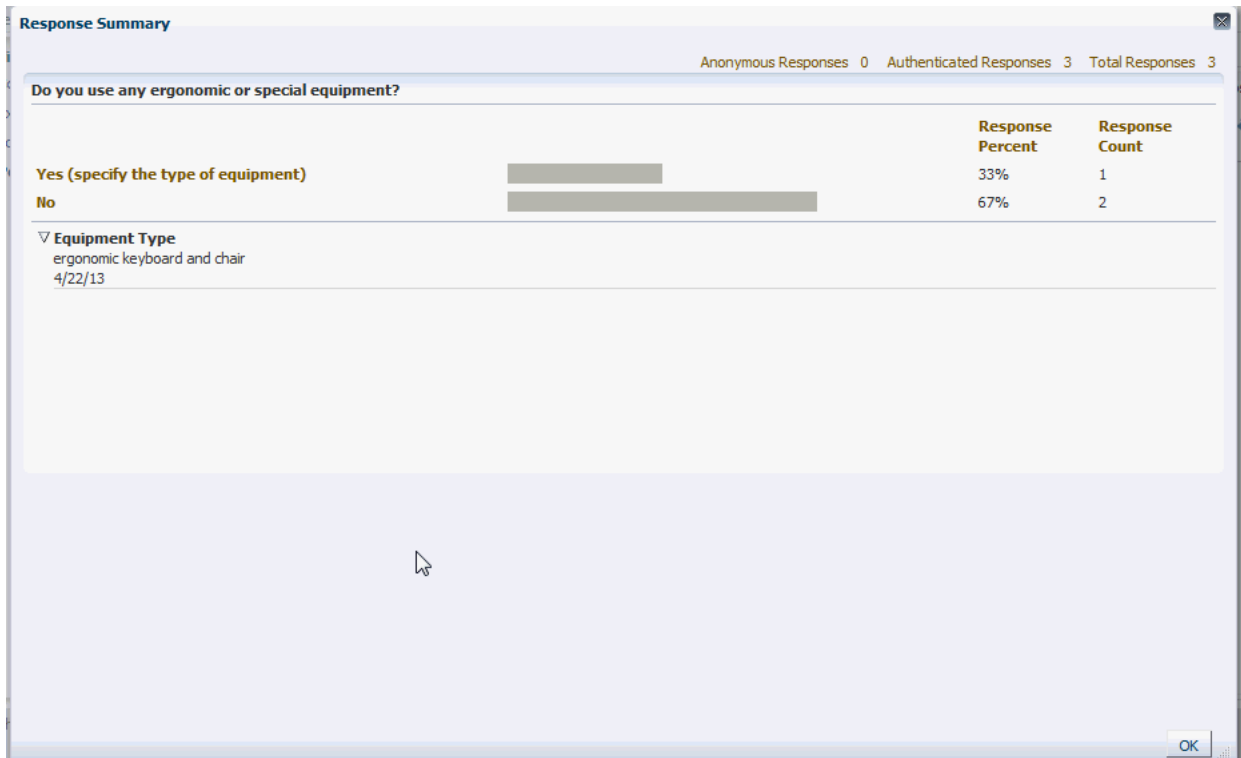 Response Summary
Anonymous Responses 0 Authenticated Responses 3 Total Responses 3
Do you use any ergonomic or special equipment?
Response Percent Response Count
Yes (specify the type of equipment) 33% 1
No 67% 2
Equipment Type
ergonomic keyboard and chair
4/22/13
OK